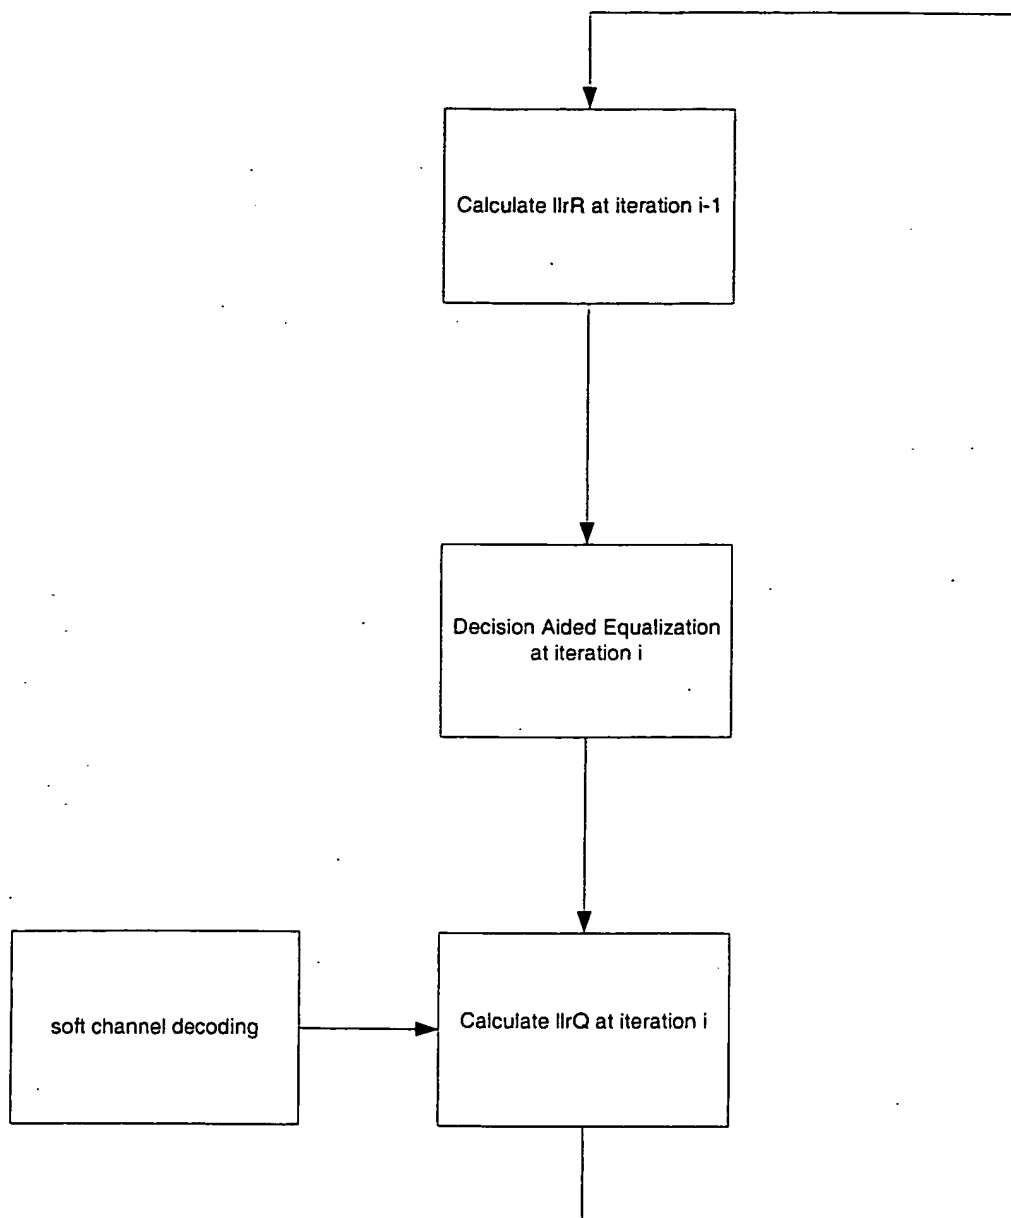 Calculate llrR at iteration i-1
Decision Aided Equalization
at iteration i
soft channel decoding
Calculate llrQ at iteration i